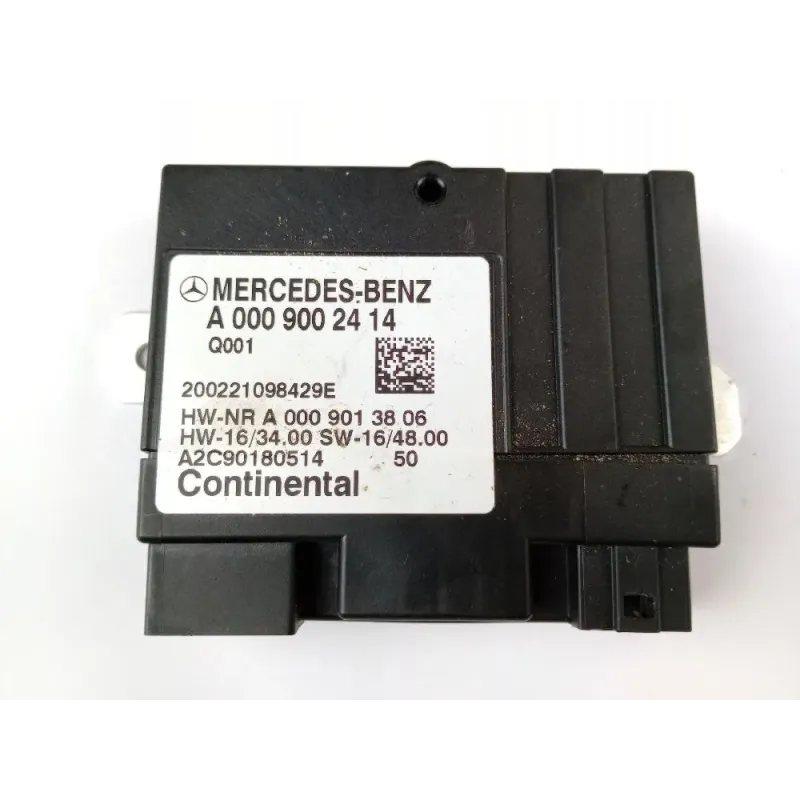 MERCEDES-BENZ
A 000 900 24 14
Q001
200221098429E
HW-NR A 000 901 38 06
HW-16/34.00 SW-16/48.00
A2C90180514 50
Continental